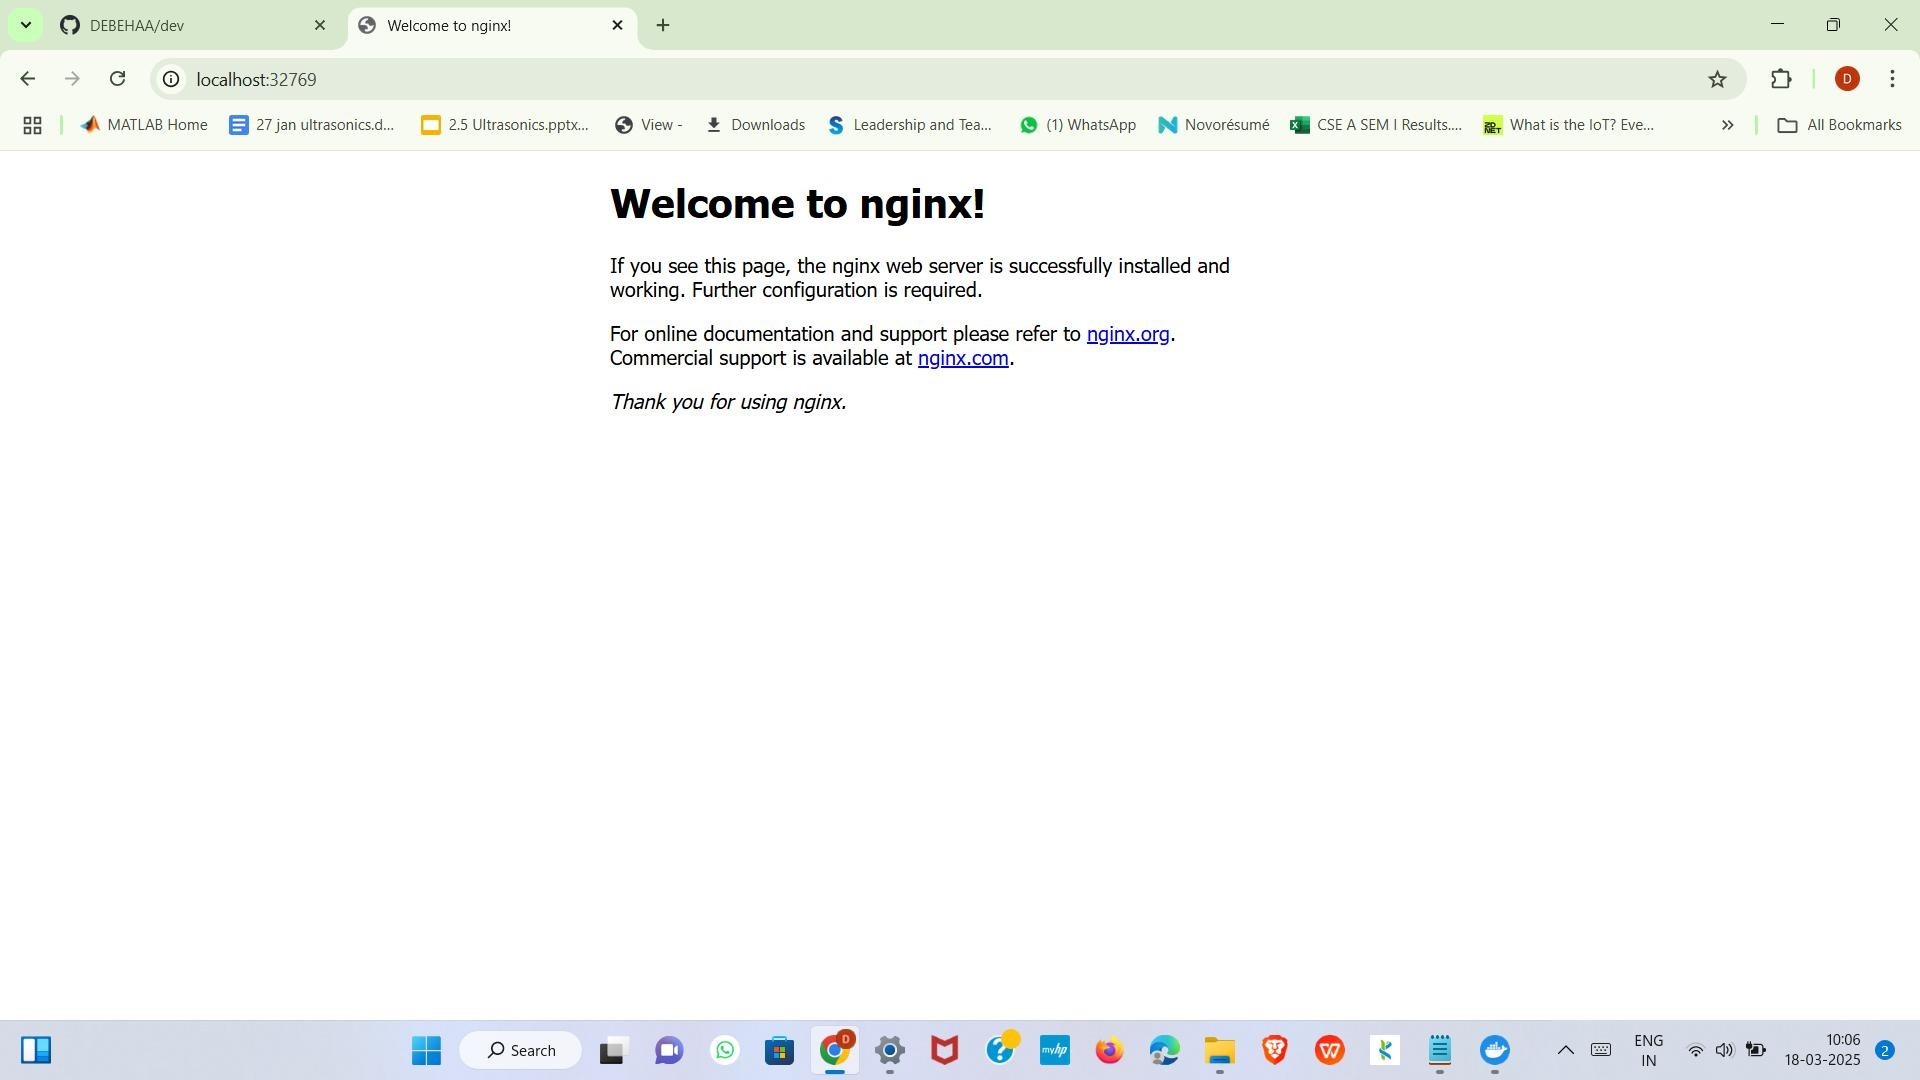 DEBEHAA/dev
Welcome to nginx!
localhost:32769
D
MATLAB Home
27 jan ultrasonics.d...
2.5 Ultrasonics.pptx...
View -
Downloads
Leadership and Tea...
(1) WhatsApp
Novorésumé
CSE A SEM I Results....
What is the IoT? Eve...
All Bookmarks
Welcome to nginx!
If you see this page, the nginx web server is successfully installed and
working. Further configuration is required.
For online documentation and support please refer to nginx.org.
Commercial support is available at nginx.com.
Thank you for using nginx.
Search
D
myhp
ENG
IN
10:06
18-03-2025
2